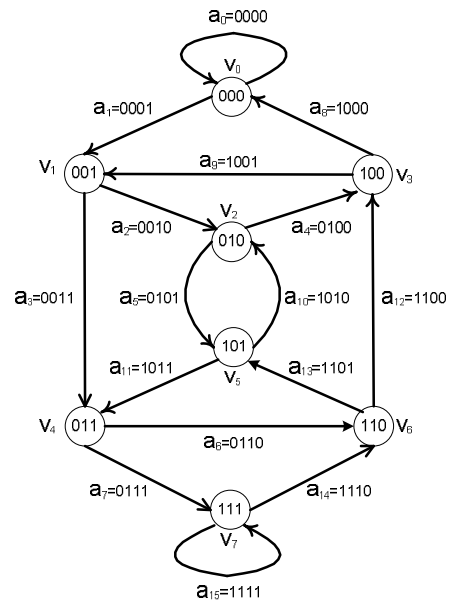 a₀=0000
V₀
000
a₁=0001
a₈=1000
a₉=1001
V₁
001
100
V₃
V₂
a₂=0010
010
a₄=0100
a₃=0011
a₅=0101
a₁₀=1010
a₁₂=1100
101
a₁₁=1011
a₁₃=1101
V₅
V₄
011
110
V₆
a₆=0110
a₇=0111
111
a₁₄=1110
V₇
a₁₅=1111